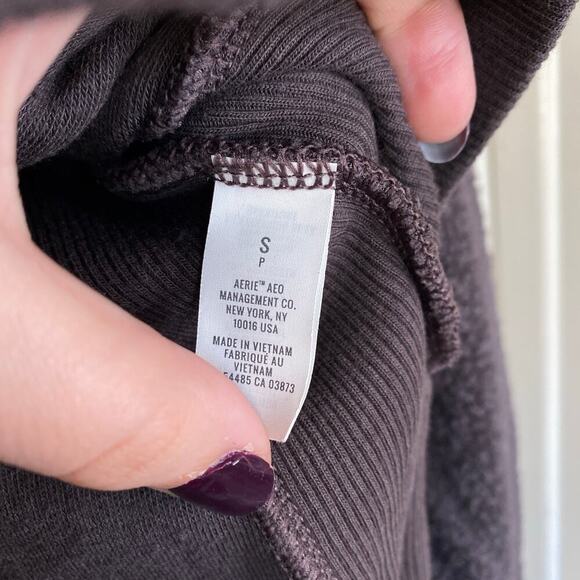 S
P
AERIE™ AEO
MANAGEMENT CO.
NEW YORK, NY
10016 USA
MADE IN VIETNAM
FABRIQUÉ AU
VIETNAM
54485 CA 03873